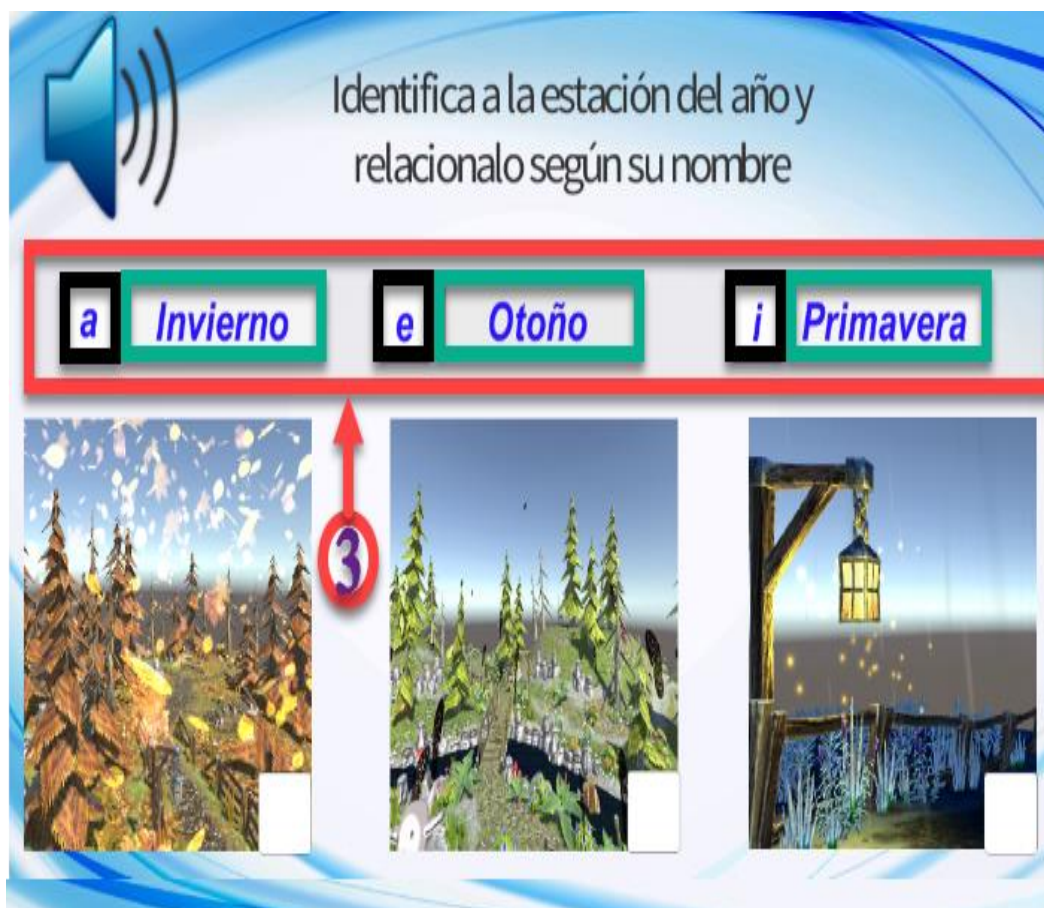 Identifica a la estación del año y
relacionalo según su nombre
a Invierno e Otoño i Primavera
3